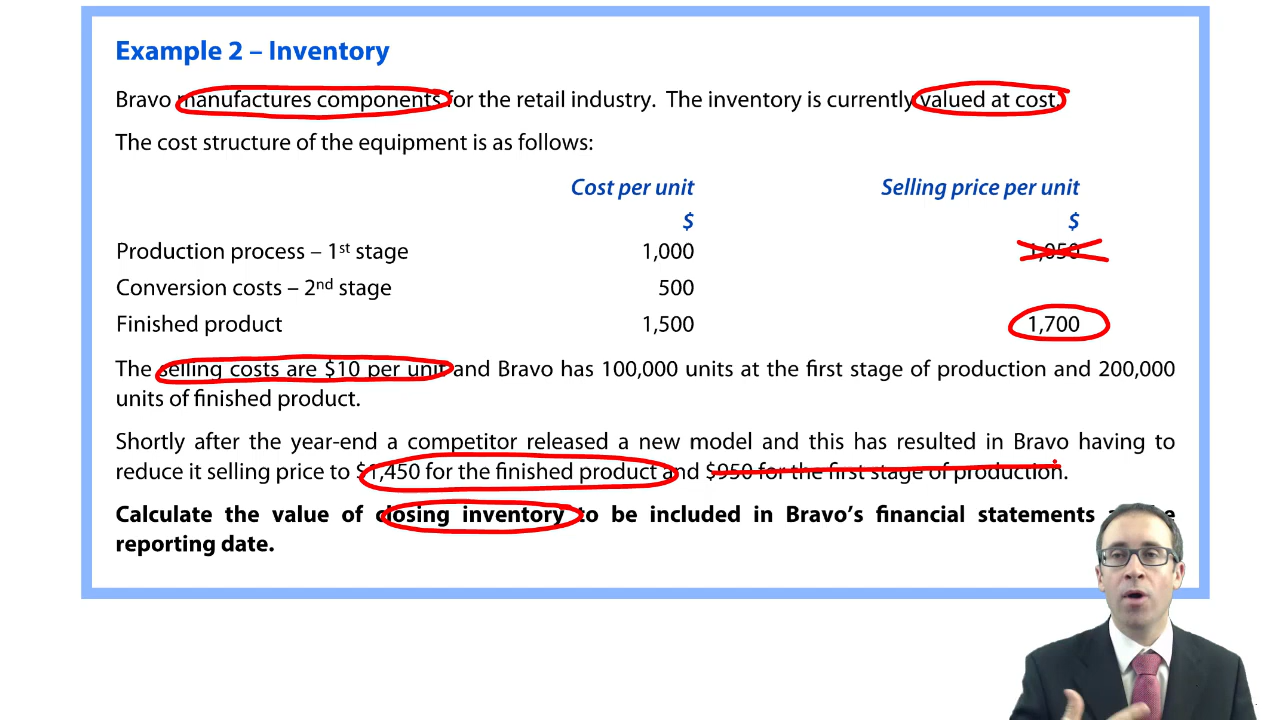 Example 2 – Inventory
Bravo manufactures components for the retail industry. The inventory is currently valued at cost.
The cost structure of the equipment is as follows:
Cost per unit Selling price per unit
$ $
Production process – 1st stage 1,000 1,050
Conversion costs – 2nd stage 500
Finished product 1,500 1,700
The selling costs are $10 per unit and Bravo has 100,000 units at the first stage of production and 200,000
units of finished product.
Shortly after the year-end a competitor released a new model and this has resulted in Bravo having to
reduce it selling price to $1,450 for the finished product and $950 for the first stage of production.
Calculate the value of closing inventory to be included in Bravo's financial statements
reporting date.